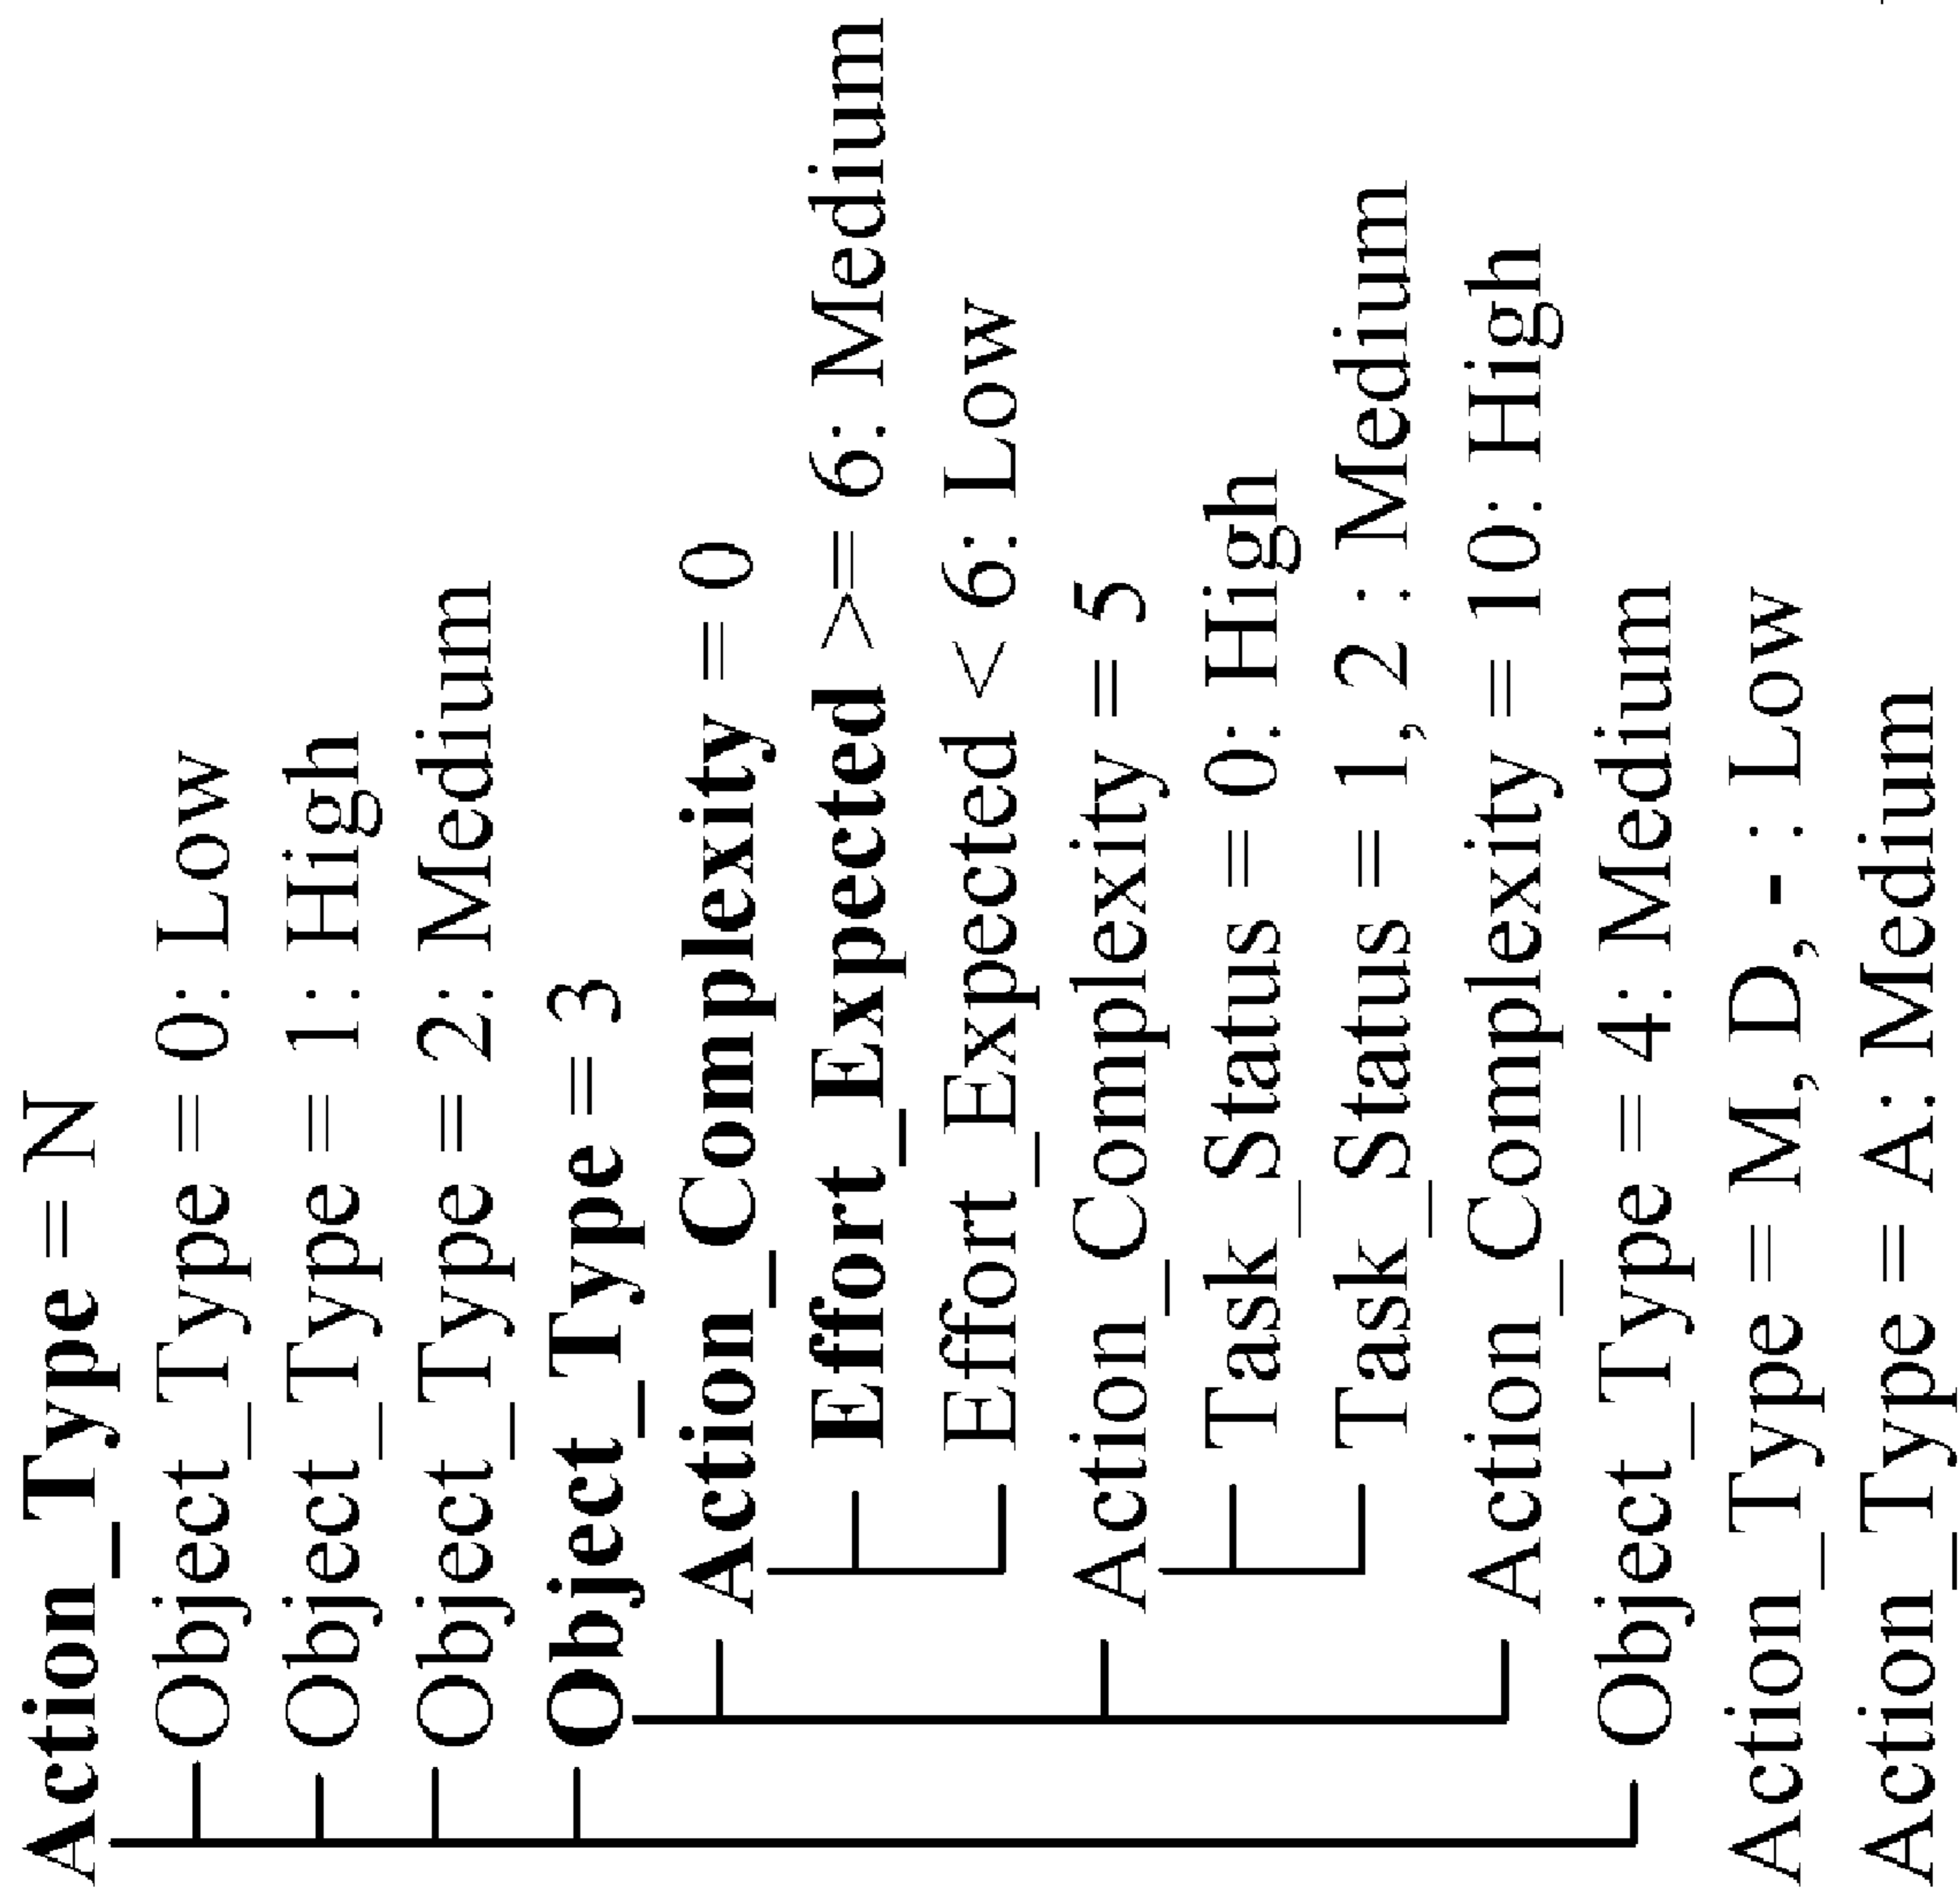 Action_Type = N
Object_Type = 0: Low
Object_Type = 1: High
Object_Type = 2: Medium
Object_Type = 3
Action_Complexity = 0
Effort_Expected >= 6: Medium
Effort_Expected < 6: Low
Action_Complexity = 5
Task_Status = 0: High
Task_Status = 1, 2 : Medium
Action_Complexity = 10: High
Object_Type = 4: Medium
Action_Type = M, D, - : Low
Action_Type = A: Medium